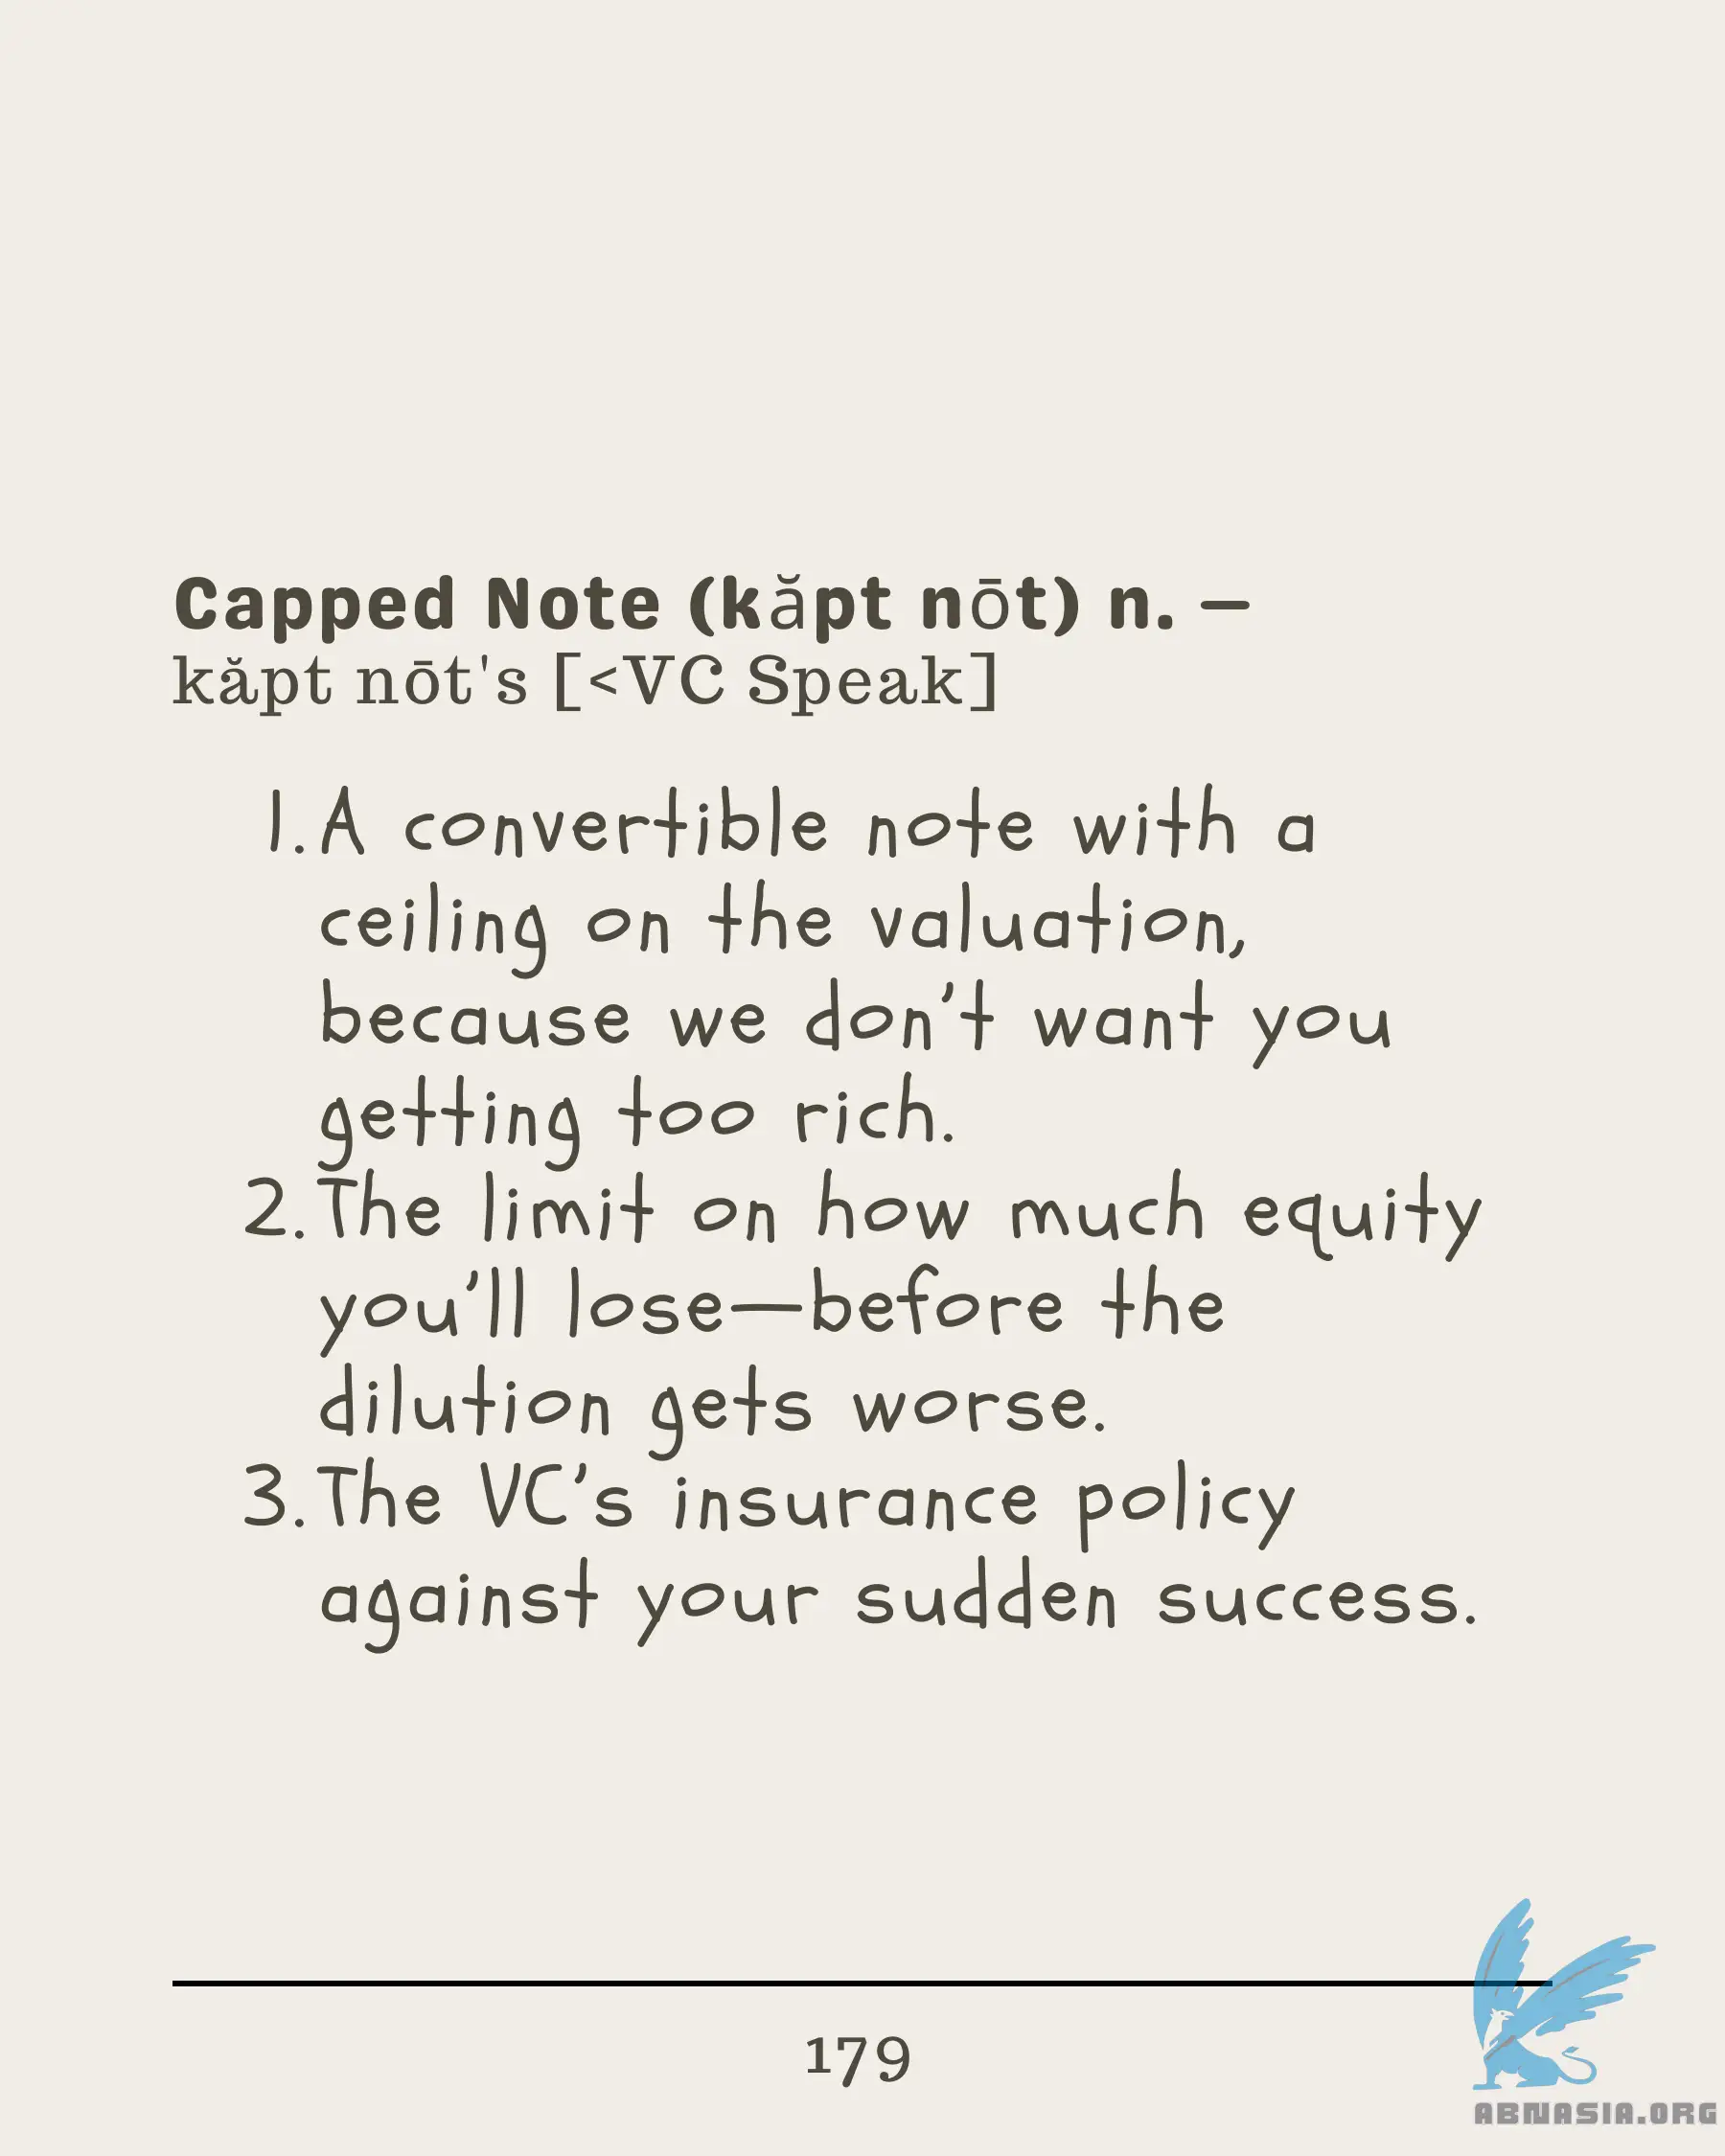 Capped Note (kăpt nōt) n. —
kăpt nōt's [<VC Speak]
1. A convertible note with a
ceiling on the valuation,
because we don’t want you
getting too rich.
2. The limit on how much equity
you’ll lose—before the
dilution gets worse.
3. The VC’s insurance policy
against your sudden success.
179
ABNASIA.ORG